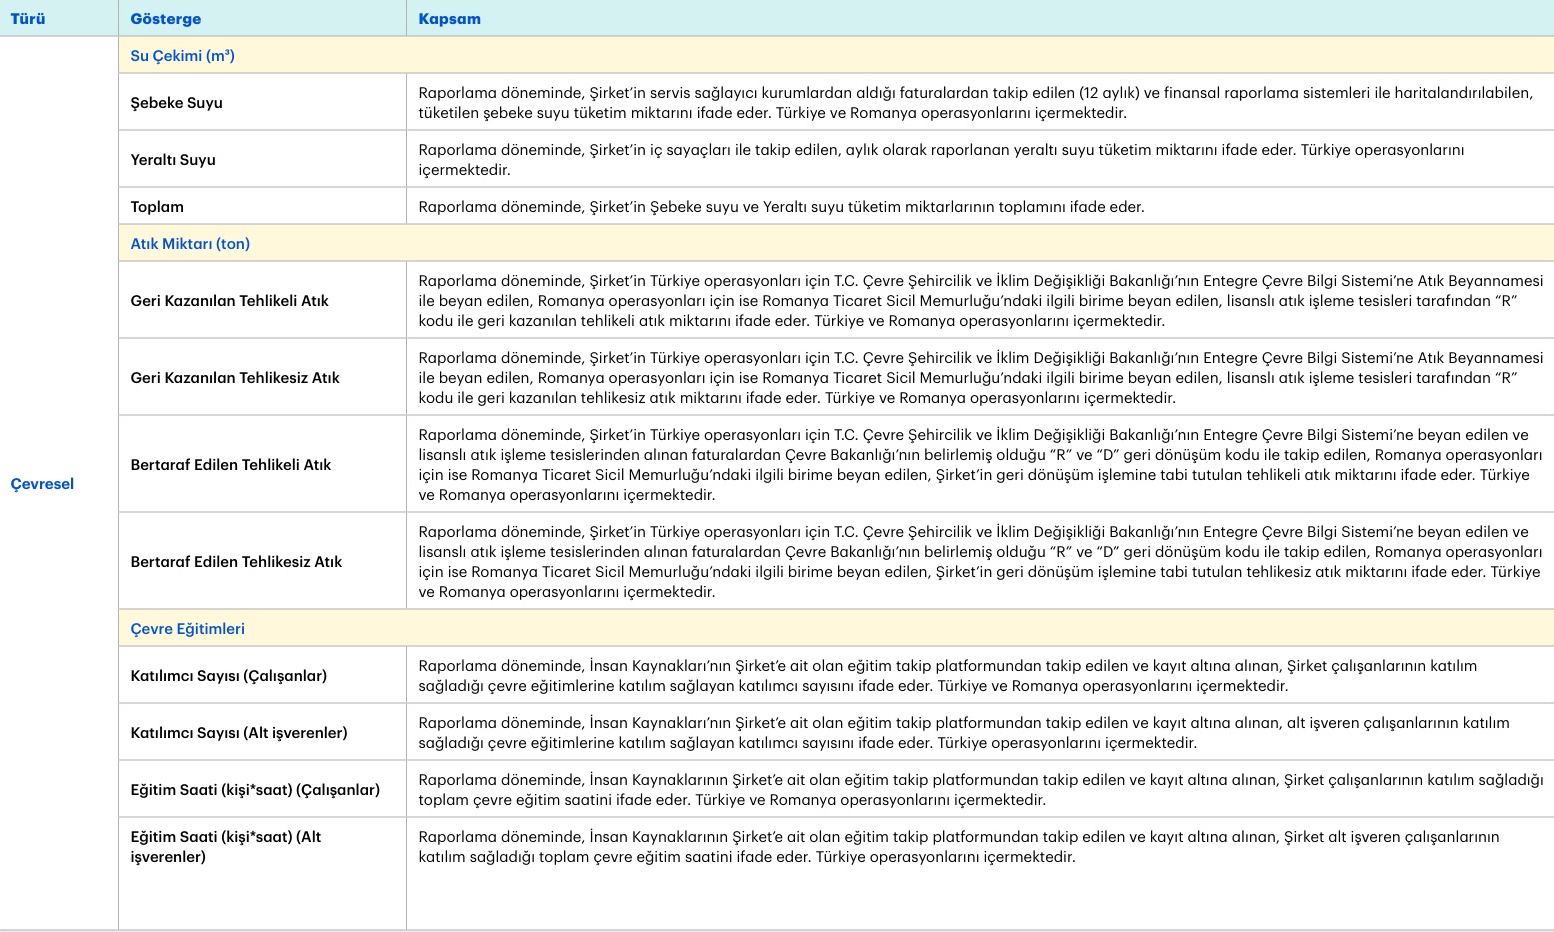 Türü Gösterge Kapsam
Su Çekimi (m³)
Şebeke Suyu
Raporlama döneminde, Şirket’in servis sağlayıcı kurumlardan aldığı faturalardan takip edilen (12 aylık) ve finansal raporlama sistemleri ile haritalandırılabilen,
tüketilen şebeke suyu tüketim miktarını ifade eder. Türkiye ve Romanya operasyonlarını içermektedir.
Yeraltı Suyu
Raporlama döneminde, Şirket’in iç sayaçları ile takip edilen, aylık olarak raporlanan yeraltı suyu tüketim miktarını ifade eder. Türkiye operasyonlarını
içermektedir.
Toplam
Raporlama döneminde, Şirket’in Şebeke suyu ve Yeraltı suyu tüketim miktarlarının toplamını ifade eder.
Atık Miktarı (ton)
Geri Kazanılan Tehlikeli Atık
Raporlama döneminde, Şirket’in Türkiye operasyonları için T.C. Çevre Şehircilik ve İklim Değişikliği Bakanlığı’nın Entegre Çevre Bilgi Sistemi’ne Atık Beyannamesi
ile beyan edilen, Romanya operasyonları için ise Romanya Ticaret Sicil Memurluğu’ndaki ilgili birime beyan edilen, lisanslı atık işleme tesisleri tarafından “R”
kodu ile geri kazanılan tehlikeli atık miktarını ifade eder. Türkiye ve Romanya operasyonlarını içermektedir.
Geri Kazanılan Tehlikesiz Atık
Raporlama döneminde, Şirket’in Türkiye operasyonları için T.C. Çevre Şehircilik ve İklim Değişikliği Bakanlığı’nın Entegre Çevre Bilgi Sistemi’ne Atık Beyannamesi
ile beyan edilen, Romanya operasyonları için ise Romanya Ticaret Sicil Memurluğu’ndaki ilgili birime beyan edilen, lisanslı atık işleme tesisleri tarafından “R”
kodu ile geri kazanılan tehlikesiz atık miktarını ifade eder. Türkiye ve Romanya operasyonlarını içermektedir.
Çevresel
Bertaraf Edilen Tehlikeli Atık
Raporlama döneminde, Şirket’in Türkiye operasyonları için T.C. Çevre Şehircilik ve İklim Değişikliği Bakanlığı’nın Entegre Çevre Bilgi Sistemi’ne beyan edilen ve
lisanslı atık işleme tesislerinden alınan faturalardan Çevre Bakanlığı’nın belirlemiş olduğu “R” ve “D” geri dönüşüm kodu ile takip edilen, Romanya operasyonları
için ise Romanya Ticaret Sicil Memurluğu’ndaki ilgili birime beyan edilen, Şirket’in geri dönüşüm işlemine tabi tutulan tehlikeli atık miktarını ifade eder. Türkiye
ve Romanya operasyonlarını içermektedir.
Bertaraf Edilen Tehlikesiz Atık
Raporlama döneminde, Şirket’in Türkiye operasyonları için T.C. Çevre Şehircilik ve İklim Değişikliği Bakanlığı’nın Entegre Çevre Bilgi Sistemi’ne beyan edilen ve
lisanslı atık işleme tesislerinden alınan faturalardan Çevre Bakanlığı’nın belirlemiş olduğu “R” ve “D” geri dönüşüm kodu ile takip edilen, Romanya operasyonları
için ise Romanya Ticaret Sicil Memurluğu’ndaki ilgili birime beyan edilen, Şirket’in geri dönüşüm işlemine tabi tutulan tehlikesiz atık miktarını ifade eder. Türkiye
ve Romanya operasyonlarını içermektedir.
Çevre Eğitimleri
Katılımcı Sayısı (Çalışanlar)
Raporlama döneminde, İnsan Kaynakları’nın Şirket’e ait olan eğitim takip platformundan takip edilen ve kayıt altına alınan, Şirket çalışanlarının katılım
sağladığı çevre eğitimlerine katılım sağlayan katılımcı sayısını ifade eder. Türkiye ve Romanya operasyonlarını içermektedir.
Katılımcı Sayısı (Alt işverenler)
Raporlama döneminde, İnsan Kaynakları’nın Şirket’e ait olan eğitim takip platformundan takip edilen ve kayıt altına alınan, alt işveren çalışanlarının katılım
sağladığı çevre eğitimlerine katılım sağlayan katılımcı sayısını ifade eder. Türkiye operasyonlarını içermektedir.
Eğitim Saati (kişi*saat) (Çalışanlar)
Raporlama döneminde, İnsan Kaynaklarının Şirket’e ait olan eğitim takip platformundan takip edilen ve kayıt altına alınan, Şirket çalışanlarının katılım sağladığı
toplam çevre eğitim saatini ifade eder. Türkiye ve Romanya operasyonlarını içermektedir.
Eğitim Saati (kişi*saat) (Alt
işverenler)
Raporlama döneminde, İnsan Kaynaklarının Şirket’e ait olan eğitim takip platformundan takip edilen ve kayıt altına alınan, Şirket alt işveren çalışanlarının
katılım sağladığı toplam çevre eğitim saatini ifade eder. Türkiye operasyonlarını içermektedir.